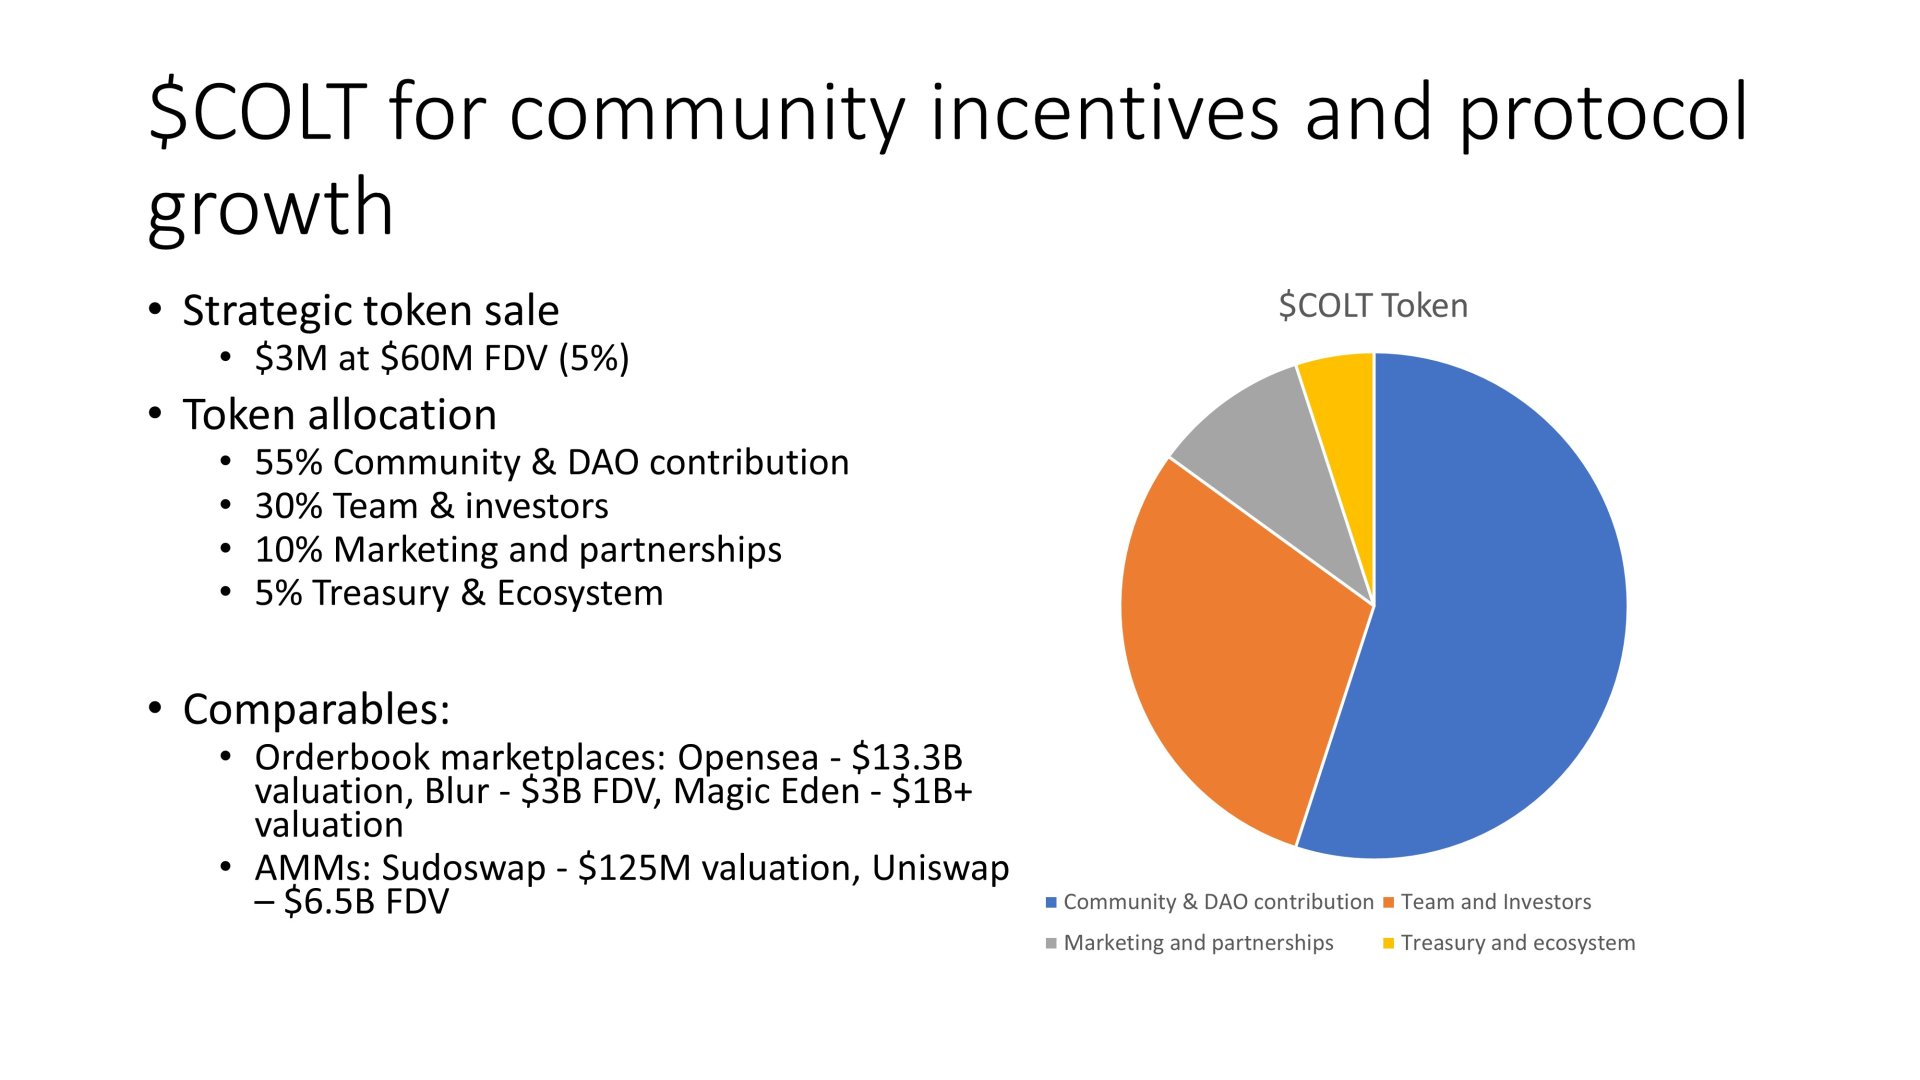 $COLT for community incentives and protocol
growth
• Strategic token sale
• $3M at $60M FDV (5%)
• Token allocation
• 55% Community & DAO contribution
• 30% Team & investors
• 10% Marketing and partnerships
• 5% Treasury & Ecosystem
• Comparables:
• Orderbook marketplaces: Opensea - $13.3B
valuation, Blur - $3B FDV, Magic Eden - $1B+
valuation
• AMMs: Sudoswap - $125M valuation, Uniswap
– $6.5B FDV
$COLT Token
Community & DAO contribution
Team and Investors
Marketing and partnerships
Treasury and ecosystem